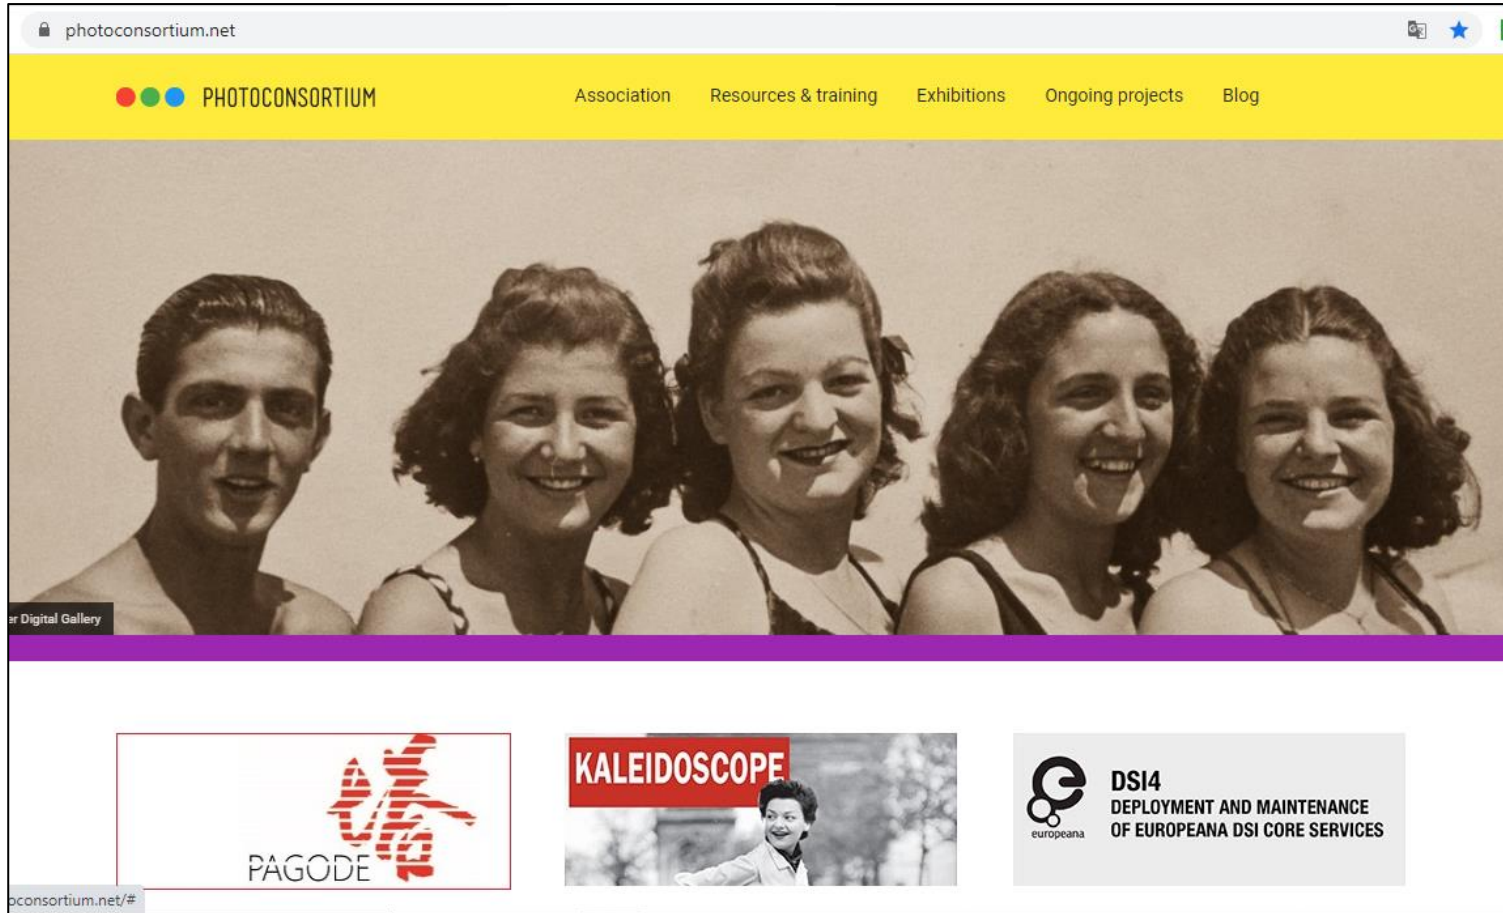 photoconsortium.net
PHOTOCONSORTIUM Association Resources & training Exhibitions Ongoing projects Blog
er Digital Gallery
PAGODE
KALEIDOSCOPE
europeana
DSI4
DEPLOYMENT AND MAINTENANCE
OF EUROPEANA DSI CORE SERVICES
oconsortium.net/#